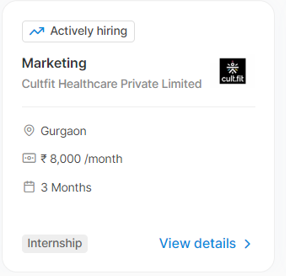 Actively hiring
Marketing
Cultfit Healthcare Private Limited
cult.fit
Gurgaon
₹ 8,000 /month
3 Months
Internship
View details